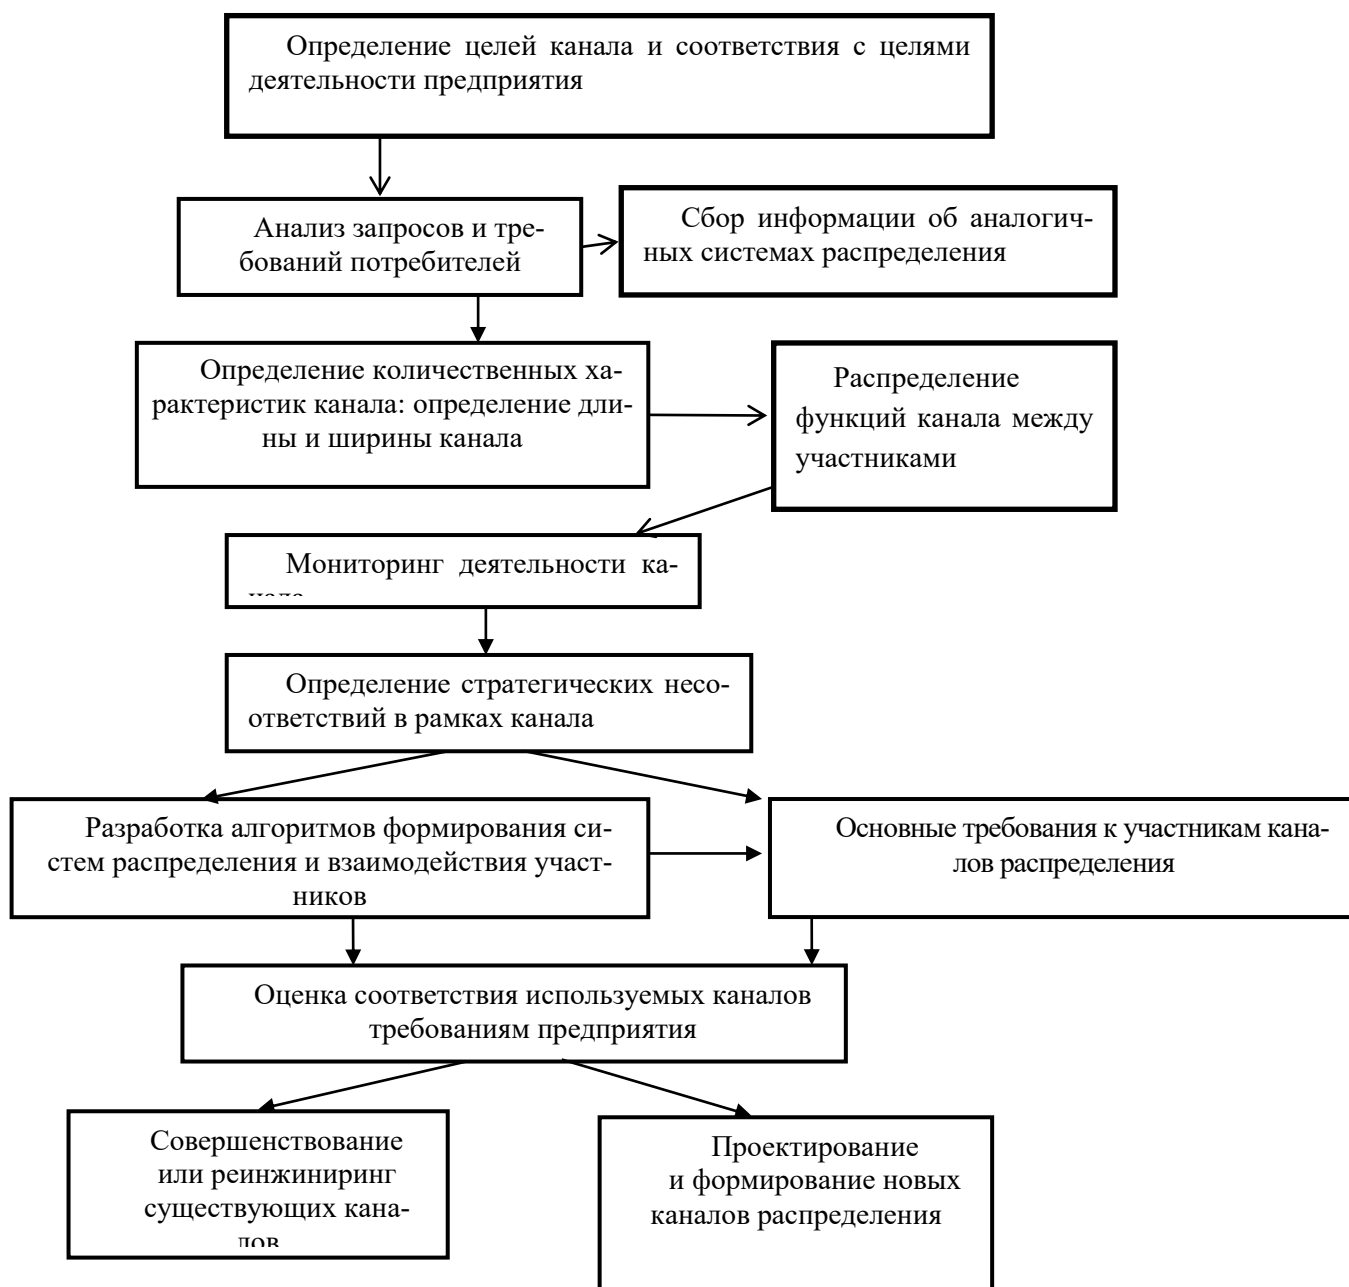 Определение целей канала и соответствия с целями
деятельности предприятия
Анализ запросов и тре-
бований потребителей
Сбор информации об аналогич-
ных системах распределения
Определение количественных ха-
рактеристик канала: определение дли-
ны и ширины канала
Распределение
функций канала между
участниками
Мониторинг деятельности ка-
Определение стратегических несо-
ответствий в рамках канала
Разработка алгоритмов формирования си-
стем распределения и взаимодействия участ-
ников
Основные требования к участникам кана-
лов распределения
Оценка соответствия используемых каналов
требованиям предприятия
Совершенствование
или реинжиниринг
существующих кана-
лов
Проектирование
и формирование новых
каналов распределения